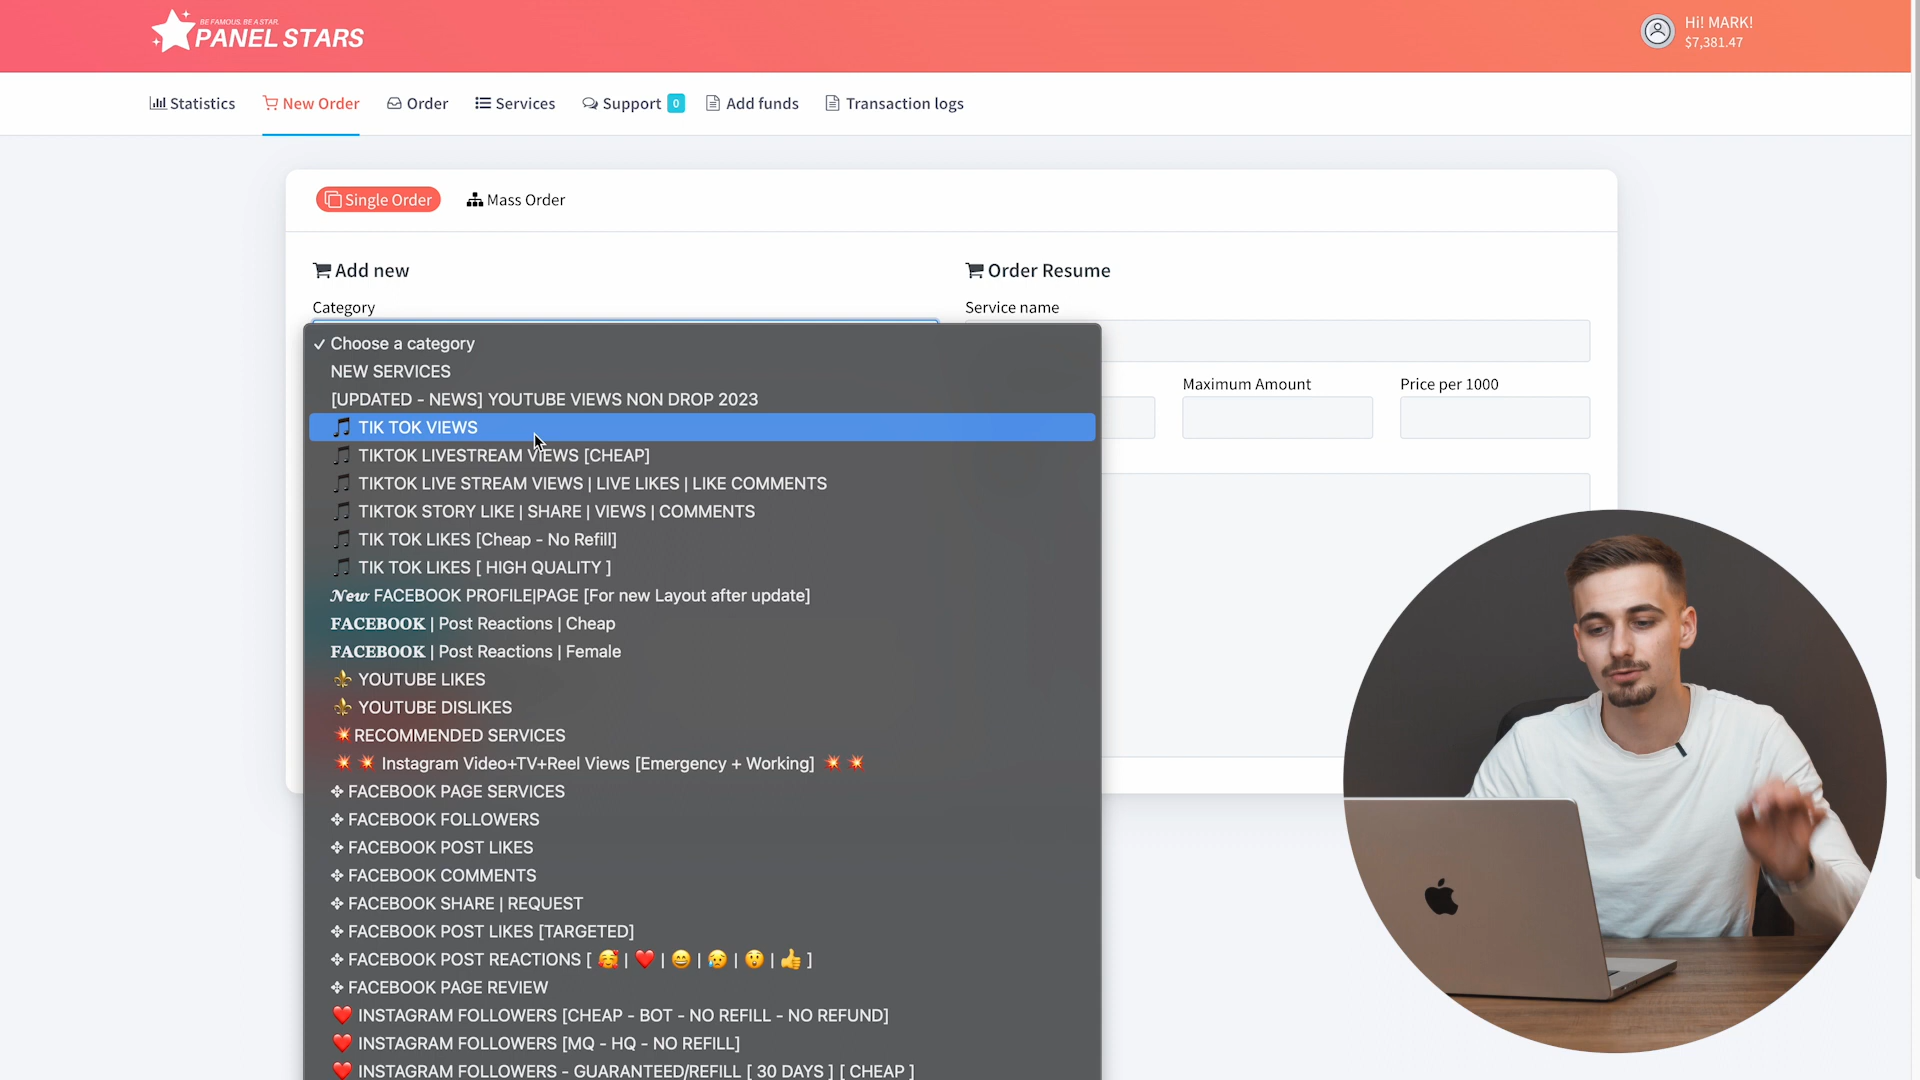 BE FAMOUS. BE A STAR.
PANEL STARS
Hi! MARK!
$7,381.47
Statistics
New Order
Order
Services
Support 0
Add funds
Transaction logs
Single Order
Mass Order
Add new
Order Resume
Category
Service name
✓ Choose a category
NEW SERVICES
Maximum Amount
Price per 1000
[UPDATED - NEWS] YOUTUBE VIEWS NON DROP 2023
🎵 TIK TOK VIEWS
🎵 TIKTOK LIVESTREAM VIEWS [CHEAP]
🎵 TIKTOK LIVE STREAM VIEWS | LIVE LIKES | LIKE COMMENTS
🎵 TIKTOK STORY LIKE | SHARE | VIEWS | COMMENTS
🎵 TIK TOK LIKES [Cheap - No Refill]
🎵 TIK TOK LIKES [ HIGH QUALITY ]
𝓝𝓮𝔀 FACEBOOK PROFILE|PAGE [For new Layout after update]
𝐅𝐀𝐂𝐄𝐁𝐎𝐎𝐊 | Post Reactions | Cheap
𝐅𝐀𝐂𝐄𝐁𝐎𝐎𝐊 | Post Reactions | Female
⚜️ YOUTUBE LIKES
⚜️ YOUTUBE DISLIKES
💥RECOMMENDED SERVICES
💥 💥 Instagram Video+TV+Reel Views [Emergency + Working] 💥 💥
✥ FACEBOOK PAGE SERVICES
✥ FACEBOOK FOLLOWERS
✥ FACEBOOK POST LIKES
✥ FACEBOOK COMMENTS
✥ FACEBOOK SHARE | REQUEST
✥ FACEBOOK POST LIKES [TARGETED]
✥ FACEBOOK POST REACTIONS [ 🥰 | ❤️ | 😄 | 😥 | 😲 | 👍 ]
✥ FACEBOOK PAGE REVIEW
❤️ INSTAGRAM FOLLOWERS [CHEAP - BOT - NO REFILL - NO REFUND]
❤️ INSTAGRAM FOLLOWERS [MQ - HQ - NO REFILL]
❤️ INSTAGRAM FOLLOWERS - GUARANTEED/REFILL [ 30 DAYS ] [ CHEAP ]